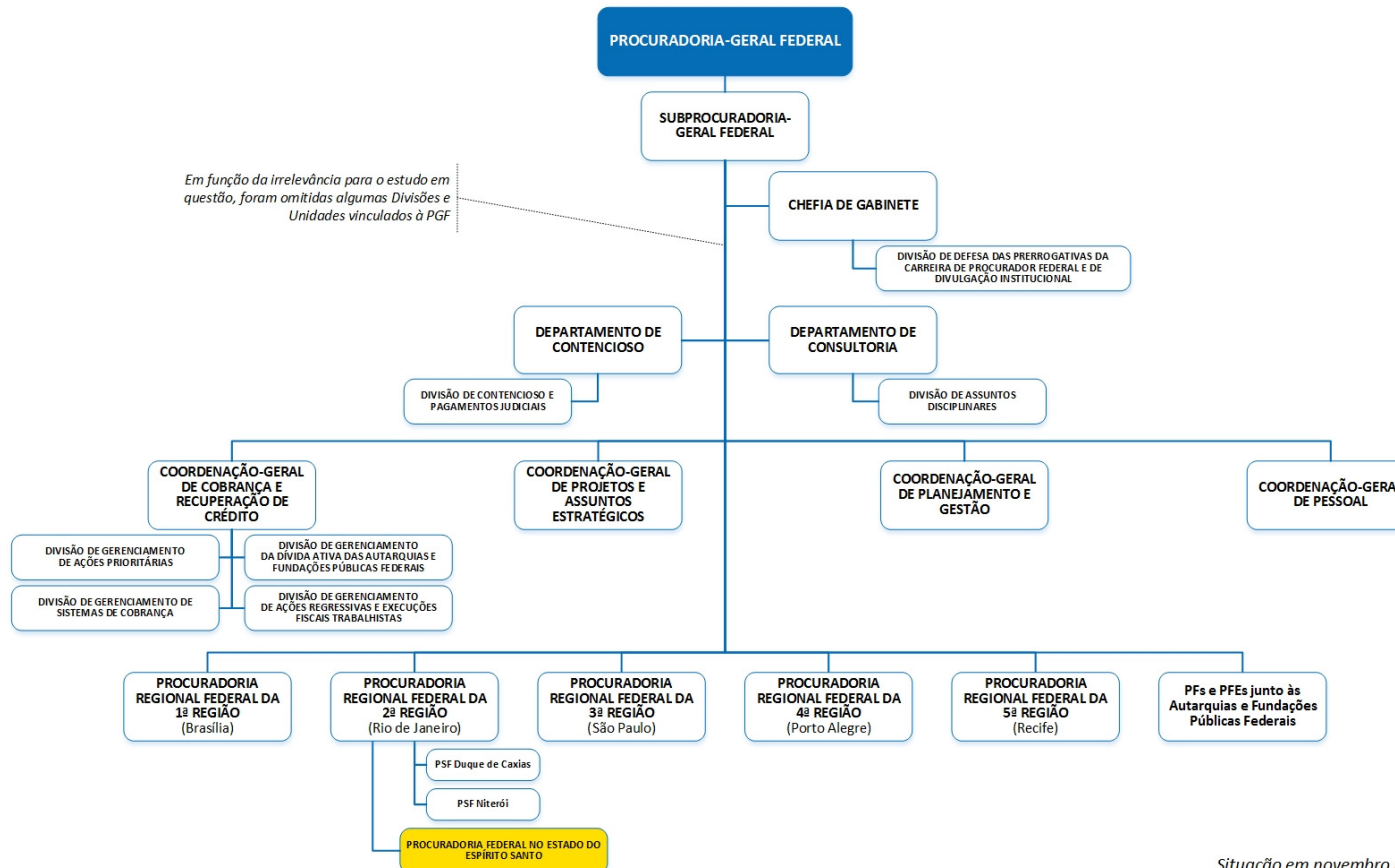 PROCURADORIA-GERAL FEDERAL
SUBPROCURADORIA-
GERAL FEDERAL
Em função da irrelevância para o estudo em
questão, foram omitidas algumas Divisões e
Unidades vinculados à PGF
CHEFIA DE GABINETE
DIVISÃO DE DEFESA DAS PRERROGATIVAS DA
CARREIRA DE PROCURADOR FEDERAL E DE
DIVULGAÇÃO INSTITUCIONAL
DEPARTAMENTO DE
CONTENCIOSO
DEPARTAMENTO DE
CONSULTORIA
DIVISÃO DE CONTENCIOSO E
PAGAMENTOS JUDICIAIS
DIVISÃO DE ASSUNTOS
DISCIPLINARES
COORDENAÇÃO-GERAL
DE COBRANÇA E
RECUPERAÇÃO DE
CRÉDITO
COORDENAÇÃO-GERAL
DE PROJETOS E
ASSUNTOS
ESTRATÉGICOS
COORDENAÇÃO-GERAL
DE PLANEJAMENTO E
GESTÃO
COORDENAÇÃO-GERA
DE PESSOAL
DIVISÃO DE GERENCIAMENTO
DE AÇÕES PRIORITÁRIAS
DIVISÃO DE GERENCIAMENTO
DA DÍVIDA ATIVA DAS AUTARQUIAS E
FUNDAÇÕES PÚBLICAS FEDERAIS
DIVISÃO DE GERENCIAMENTO DE
SISTEMAS DE COBRANÇA
DIVISÃO DE GERENCIAMENTO
DE AÇÕES REGRESSIVAS E EXECUÇÕES
FISCAIS TRABALHISTAS
PROCURADORIA
REGIONAL FEDERAL DA
1ª REGIÃO
(Brasília)
PROCURADORIA
REGIONAL FEDERAL DA
2ª REGIÃO
(Rio de Janeiro)
PROCURADORIA
REGIONAL FEDERAL DA
3ª REGIÃO
(São Paulo)
PROCURADORIA
REGIONAL FEDERAL DA
4ª REGIÃO
(Porto Alegre)
PROCURADORIA
REGIONAL FEDERAL DA
5ª REGIÃO
(Recife)
PFs e PFEs junto às
Autarquias e Fundações
Públicas Federais
PSF Duque de Caxias
PSF Niterói
PROCURADORIA FEDERAL NO ESTADO DO
ESPÍRITO SANTO
Situação em novembro